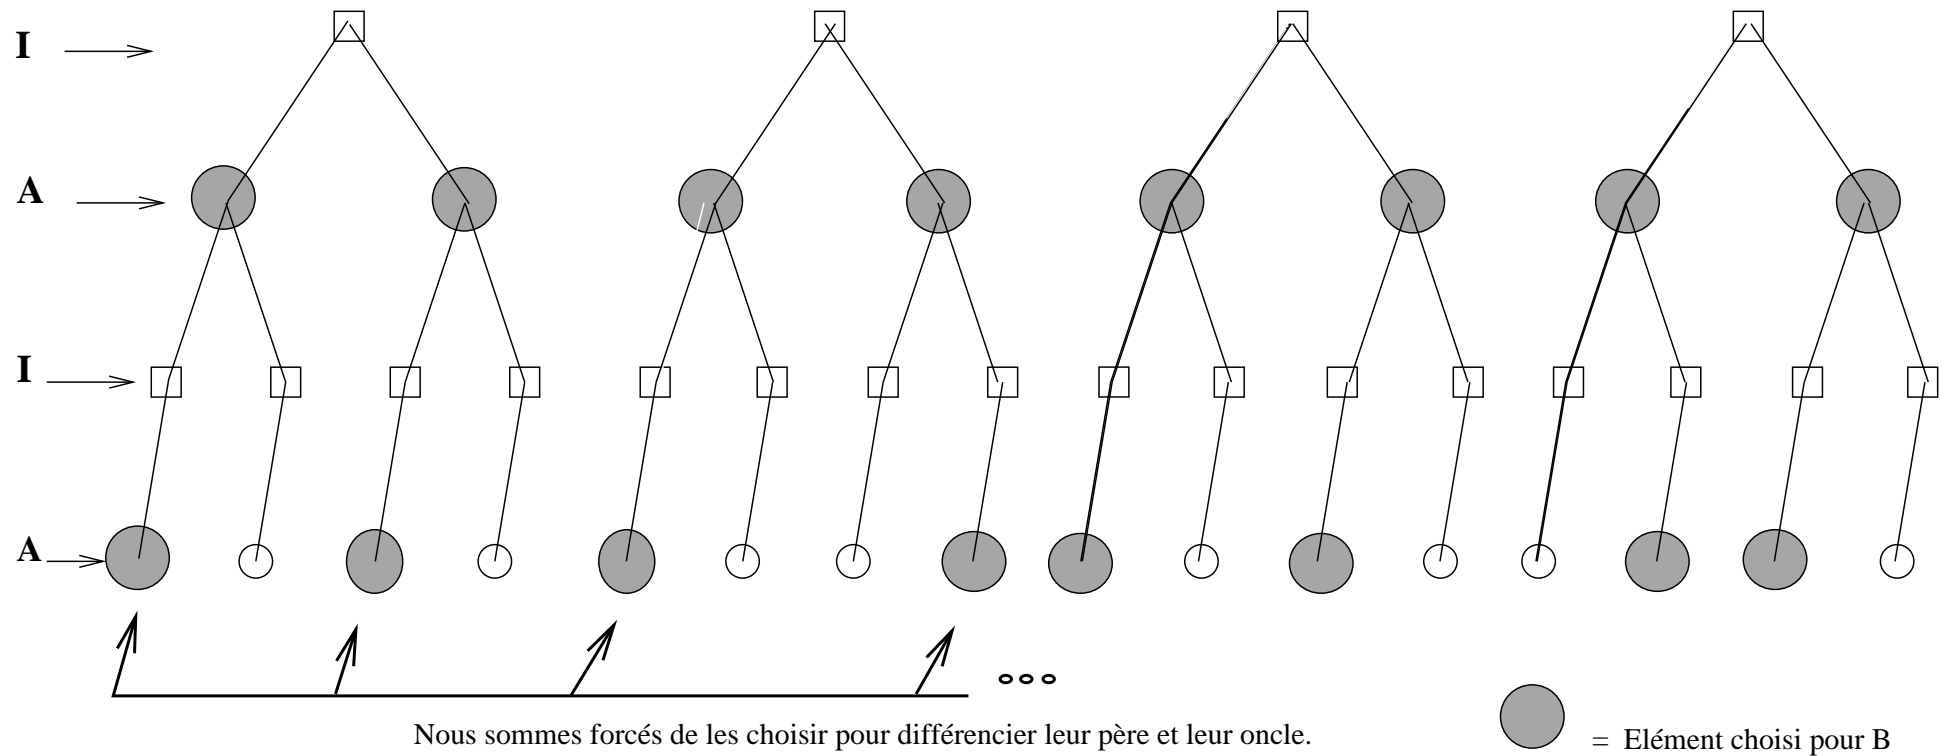 I
A
I
A
Nous sommes forcés de les choisir pour différencier leur père et leur oncle.
= Elément choisi pour B